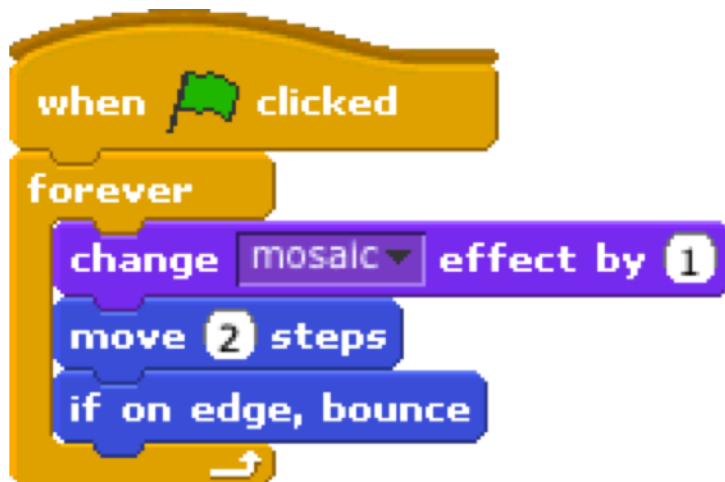 when clicked
forever
change mosaic effect by 1
move 2 steps
if on edge, bounce